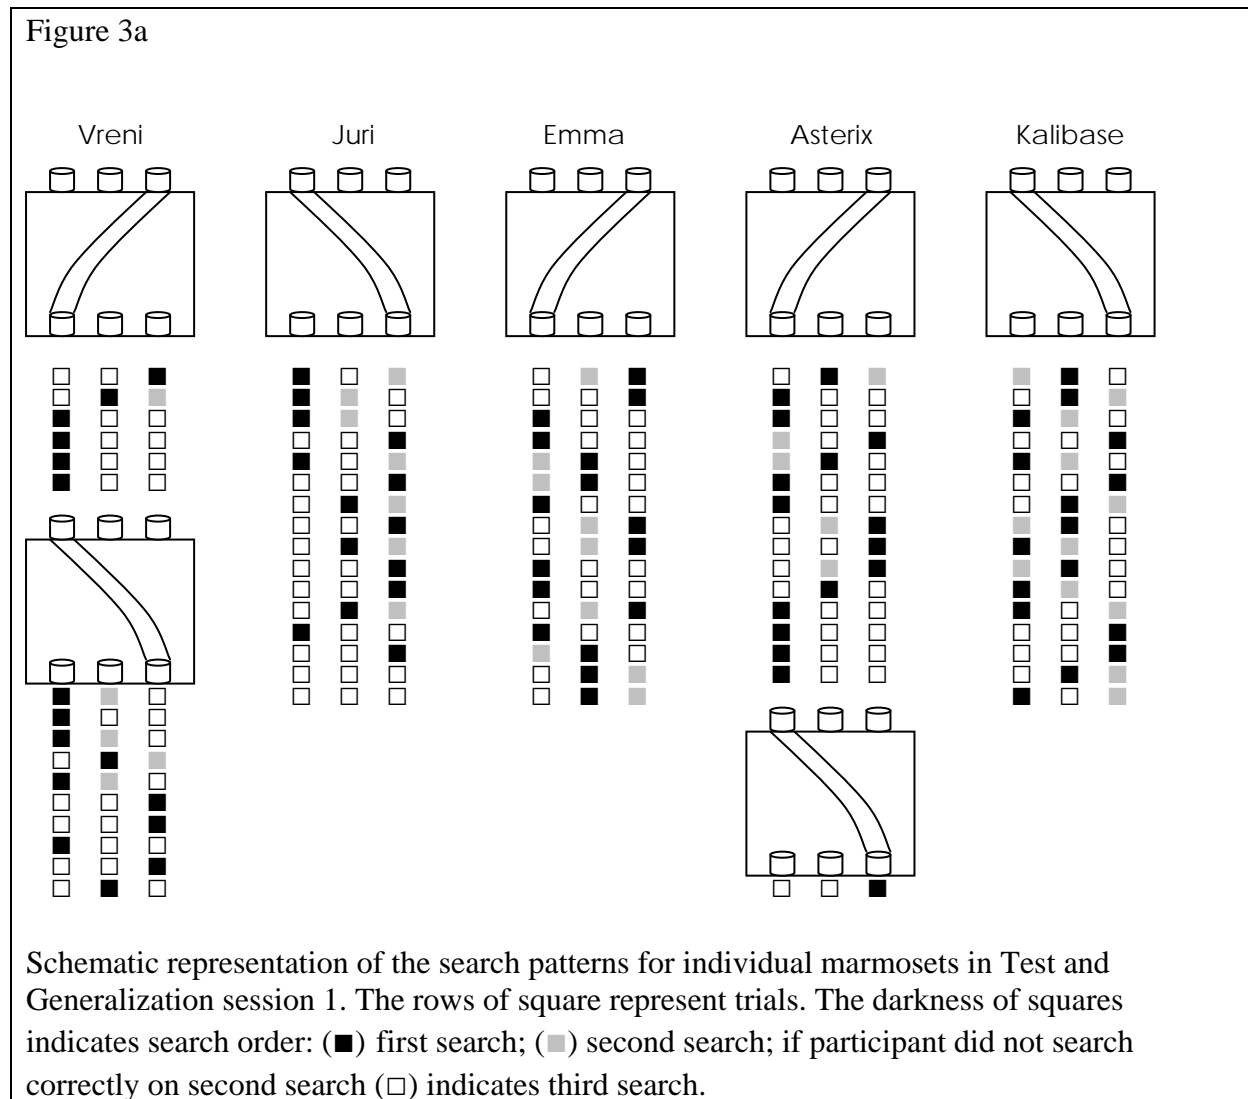 Figure 3a
Vreni Juri Emma Asterix Kalibase
Schematic representation of the search patterns for individual marmosets in Test and
Generalization session 1. The rows of square represent trials. The darkness of squares
indicates search order: (■) first search; (■) second search; if participant did not search
correctly on second search (□) indicates third search.